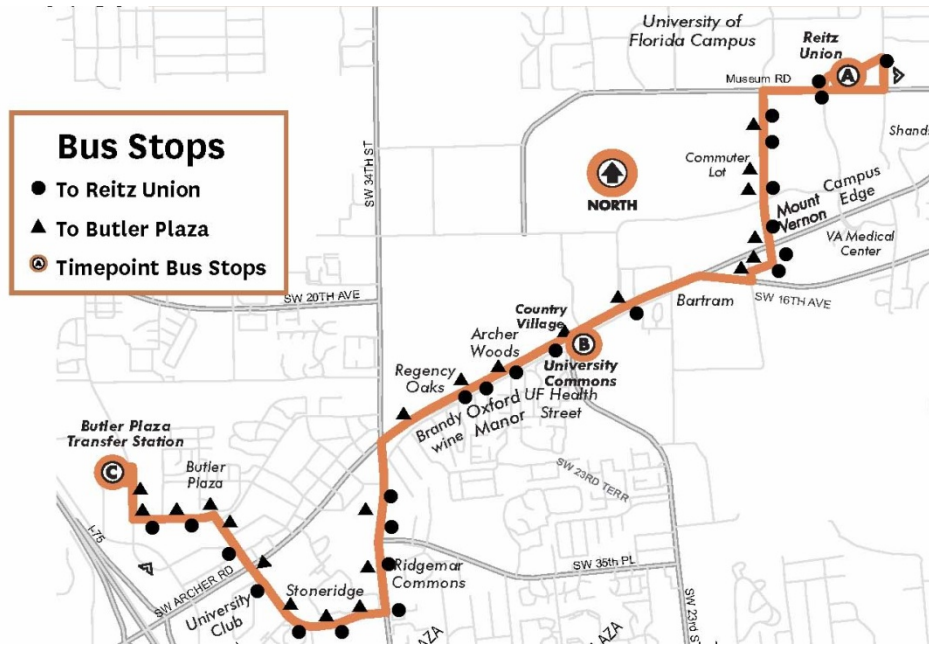 University of
Florida Campus
Reitz
Union
A
Museum RD
Shands
Bus Stops
To Reitz Union
To Butler Plaza
A Timepoint Bus Stops
SW 34TH ST
NORTH
Commuter
Lot
Campus
Edge
Mount
Vernon
VA Medical
Center
SW 20TH AVE
Bartram
SW 16TH AVE
Country
Village
Archer
Woods
B
University
Commons
Regency
Oaks
Brandy
wine
Oxford
Manor
UF Health
Street
Butler Plaza
Transfer Station
C
Butler
Plaza
SW 23RD TERR
I-75
SW ARCHER RD
University
Club
Stoneridge
Ridgemar
Commons
SW 35th PL
SW 23rd S
AZA
PLAZA